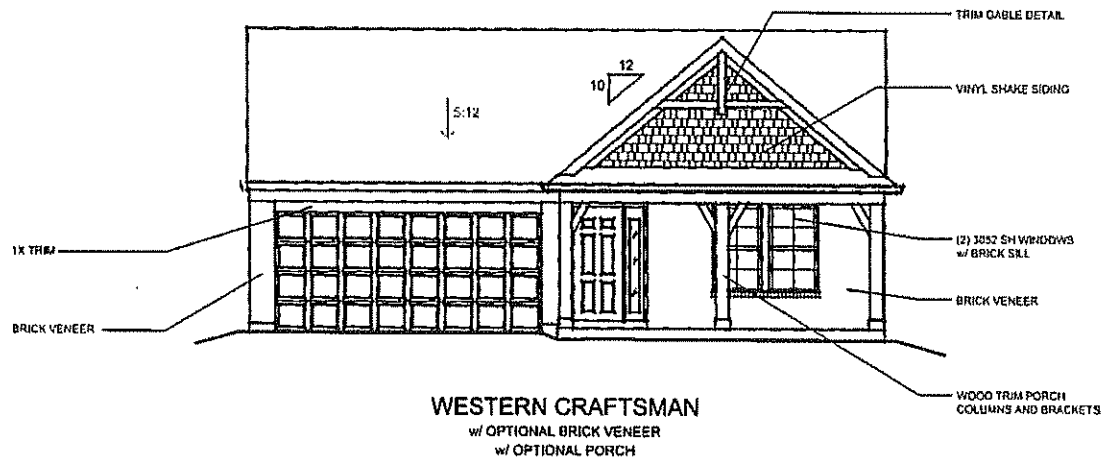 TRIM GABLE DETAIL
12
10
VINYL SHAKE SIDING
5:12
1X TRIM
(2) 3052 SH WINDOWS
w/ BRICK SILL
BRICK VENEER
BRICK VENEER
WOOD TRIM PORCH
COLUMNS AND BRACKETS
WESTERN CRAFTSMAN
w/ OPTIONAL BRICK VENEER
w/ OPTIONAL PORCH